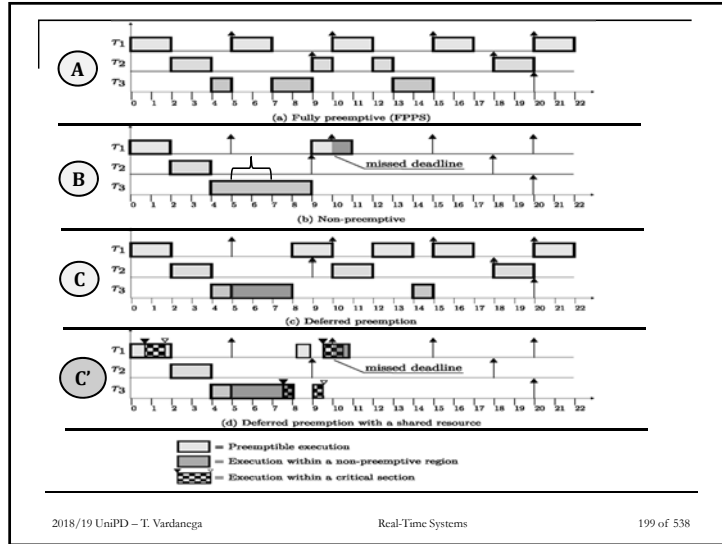 A
τ1
τ2
τ3
0 1 2 3 4 5 6 7 8 9 10 11 12 13 14 15 16 17 18 19 20 21 22
(a) Fully preemptive (FPPS)
B
τ1
missed deadline
τ2
τ3
0 1 2 3 4 5 6 7 8 9 10 11 12 13 14 15 16 17 18 19 20 21 22
(b) Non-preemptive
C
τ1
τ2
τ3
0 1 2 3 4 5 6 7 8 9 10 11 12 13 14 15 16 17 18 19 20 21 22
(c) Deferred preemption
C'
τ1
missed deadline
τ2
τ3
0 1 2 3 4 5 6 7 8 9 10 11 12 13 14 15 16 17 18 19 20 21 22
(d) Deferred preemption with a shared resource
= Preemptible execution
= Execution within a non-preemptive region
= Execution within a critical section
2018/19 UniPD – T. Vardanega Real-Time Systems 199 of 538